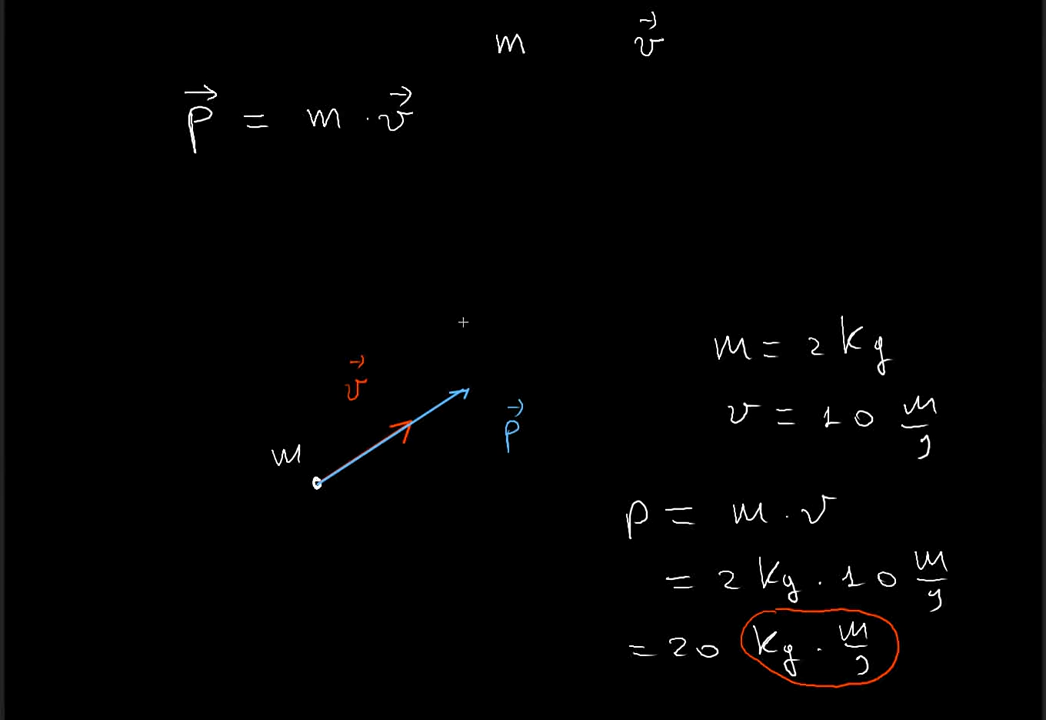 m v⃗
p⃗ = m · v⃗
v⃗
p⃗
m
m = 2 kg
v = 10 m/s
p = m · v
= 2 kg · 10 m/s
= 20 kg · m/s